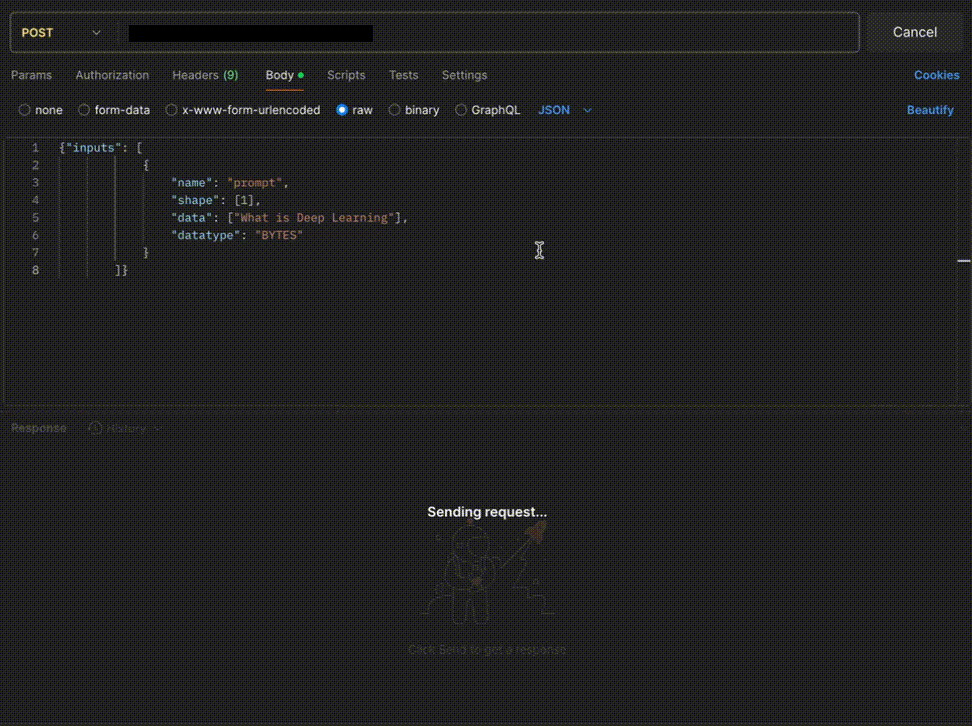 POST Cancel
Params Authorization Headers (9) Body Scripts Tests Settings Cookies
none form-data x-www-form-urlencoded raw binary GraphQL JSON Beautify
1 {"inputs": [
2 {
3 "name": "prompt",
4 "shape": [1],
5 "data": ["What is Deep Learning"],
6 "datatype": "BYTES"
7 }
8 ]}
Response History
Sending request...
Click Send to get a response